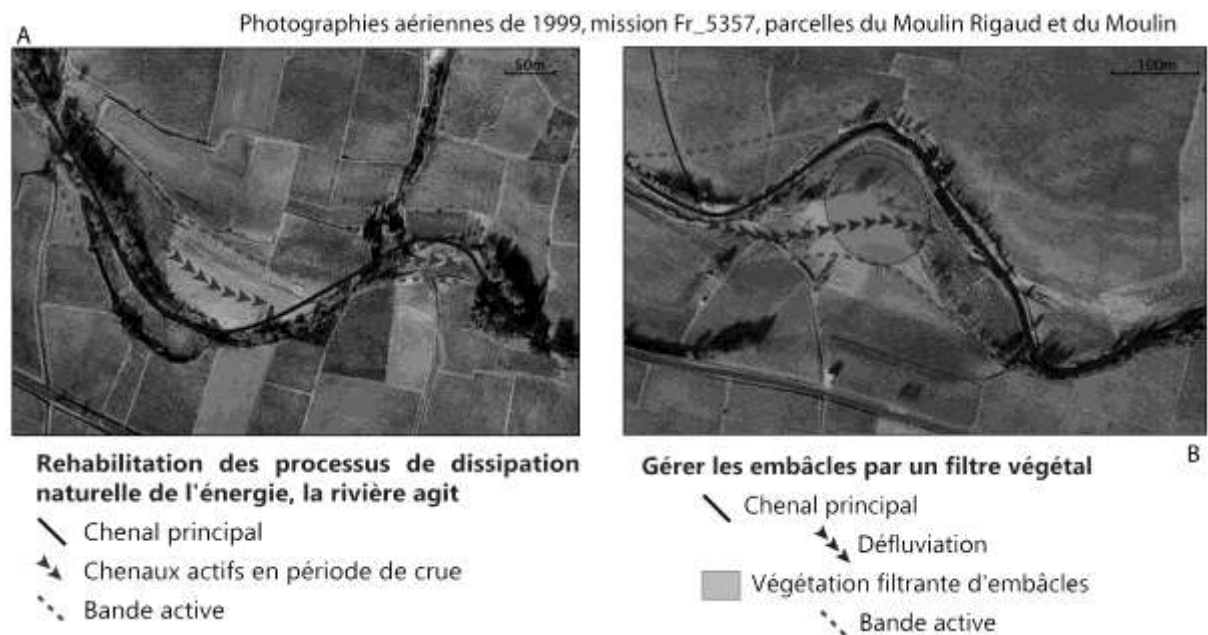 Photographies aériennes de 1999, mission Fr_5357, parcelles du Moulin Rigaud et du Moulin
A
50m
100m
Rehabilitation des processus de dissipation
naturelle de l'énergie, la rivière agit
Chenal principal
Chenaux actifs en période de crue
Bande active
B
Gérer les embâcles par un filtre végétal
Chenal principal
Défluviation
Végétation filtrante d'embâcles
Bande active